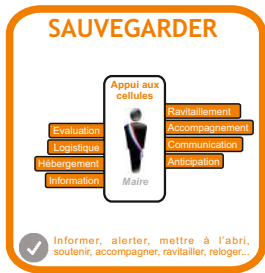 SAUVEGARDER
Appui aux
cellules
Evaluation
Logistique
Hébergement
Information
Ravitaillement
Accompagnement
Communication
Anticipation
Maire
Informer, alerter, mettre à l'abri,
soutenir, accompagner, ravitailler, reloger...